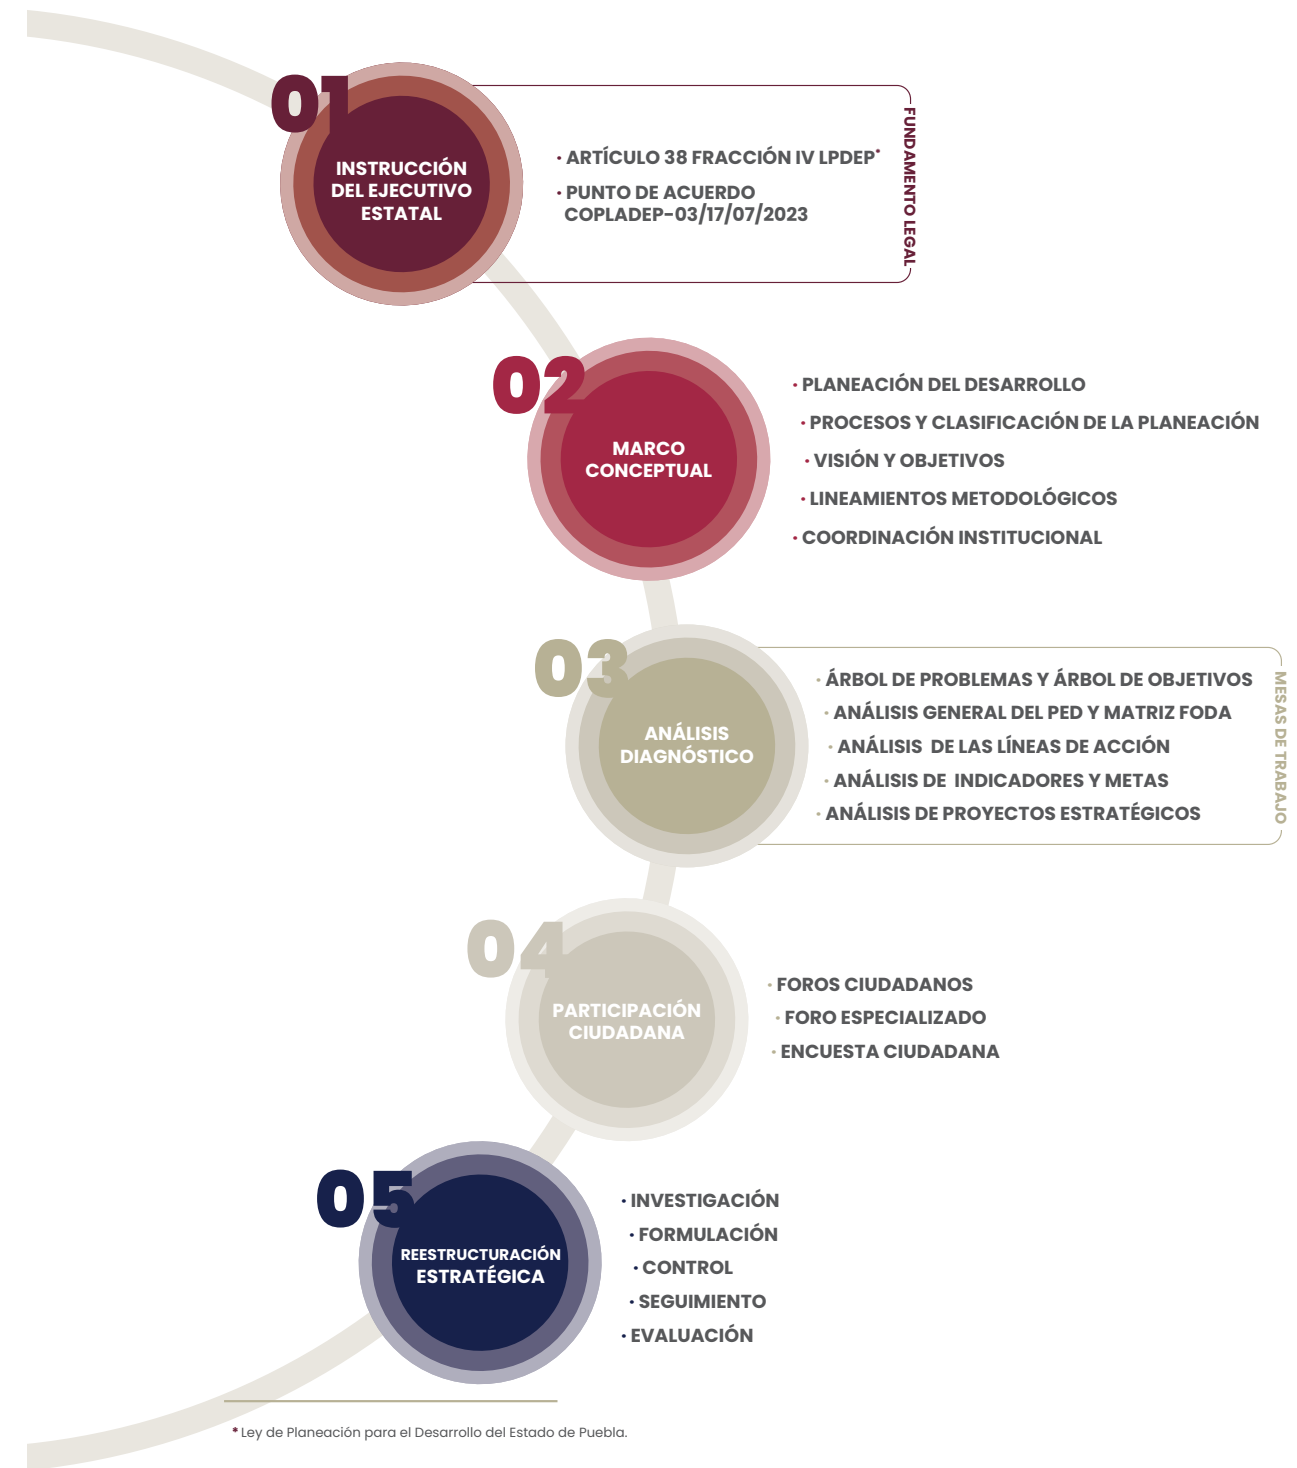 01
INSTRUCCIÓN
DEL EJECUTIVO
ESTATAL
• ARTÍCULO 38 FRACCIÓN IV LPDEP*
• PUNTO DE ACUERDO
COPLADEP-03/17/07/2023
FUNDAMENTO LEGAL
02
MARCO
CONCEPTUAL
• PLANEACIÓN DEL DESARROLLO
• PROCESOS Y CLASIFICACIÓN DE LA PLANEACIÓN
• VISIÓN Y OBJETIVOS
• LINEAMIENTOS METODOLÓGICOS
• COORDINACIÓN INSTITUCIONAL
03
ANÁLISIS
DIAGNÓSTICO
• ÁRBOL DE PROBLEMAS Y ÁRBOL DE OBJETIVOS
• ANÁLISIS GENERAL DEL PED Y MATRIZ FODA
• ANÁLISIS DE LAS LÍNEAS DE ACCIÓN
• ANÁLISIS DE INDICADORES Y METAS
• ANÁLISIS DE PROYECTOS ESTRATÉGICOS
MESAS DE TRABAJO
04
PARTICIPACIÓN
CIUDADANA
• FOROS CIUDADANOS
• FORO ESPECIALIZADO
• ENCUESTA CIUDADANA
05
REESTRUCTURACIÓN
ESTRATÉGICA
• INVESTIGACIÓN
• FORMULACIÓN
• CONTROL
• SEGUIMIENTO
• EVALUACIÓN
* Ley de Planeación para el Desarrollo del Estado de Puebla.